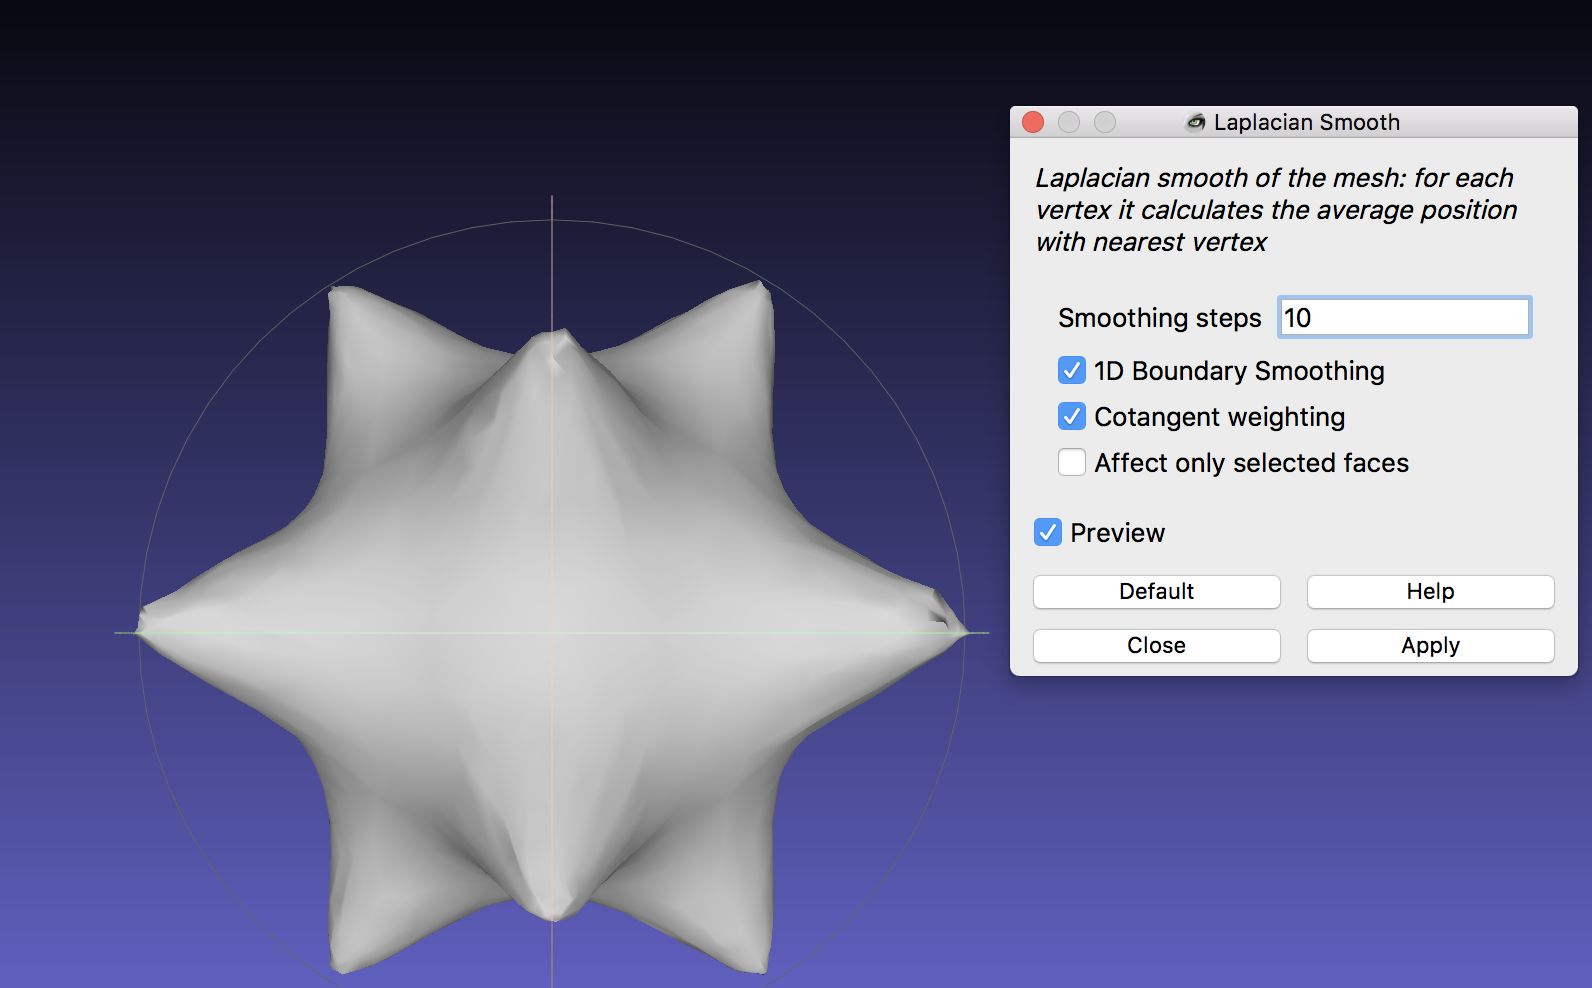 Laplacian Smooth
Laplacian smooth of the mesh: for each
vertex it calculates the average position
with nearest vertex
Smoothing steps 10
1D Boundary Smoothing
Cotangent weighting
Affect only selected faces
Preview
Default Help
Close Apply